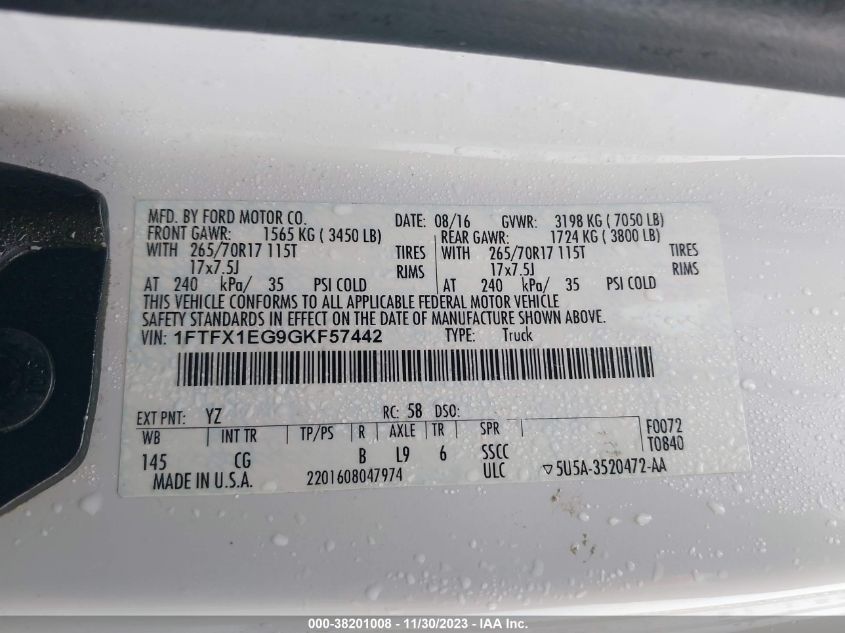 MFD. BY FORD MOTOR CO. DATE: 08/16 GVWR: 3198 KG ( 7050 LB)
FRONT GAWR: 1565 KG ( 3450 LB) REAR GAWR: 1724 KG ( 3800 LB)
WITH 265/70R17 115T TIRES WITH 265/70R17 115T TIRES
17x7.5J RIMS 17x7.5J RIMS
AT 240 kPa/ 35 PSI COLD AT 240 kPa/ 35 PSI COLD
THIS VEHICLE CONFORMS TO ALL APPLICABLE FEDERAL MOTOR VEHICLE
SAFETY STANDARDS IN EFFECT ON THE DATE OF MANUFACTURE SHOWN ABOVE.
VIN: 1FTFX1EG9GKF57442 TYPE: Truck
EXT PNT: YZ RC: 58 DSO:
WB INT TR TP/PS R AXLE TR SPR F0072
145 CG B L9 6 SSCC T0840
MADE IN U.S.A. 2201608047974 ULC ▽5U5A-3520472-AA
000-38201008 - 11/30/2023 - IAA Inc.